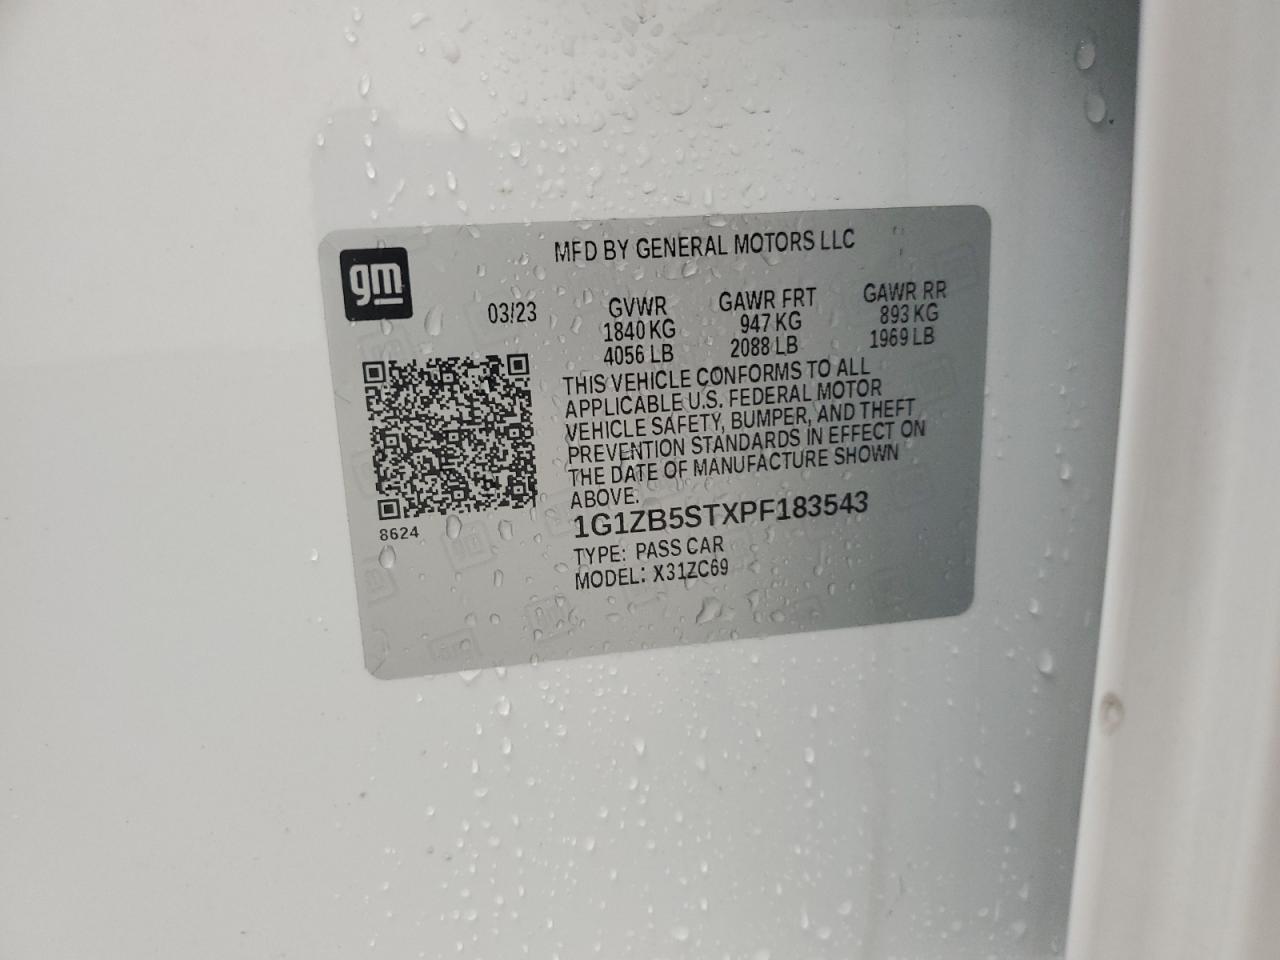 gm
MFD BY GENERAL MOTORS LLC
03/23
GVWR
1840 KG
4056 LB
GAWR FRT
947 KG
2088 LB
GAWR RR
893 KG
1969 LB
THIS VEHICLE CONFORMS TO ALL
APPLICABLE U.S. FEDERAL MOTOR
VEHICLE SAFETY, BUMPER, AND THEFT
PREVENTION STANDARDS IN EFFECT ON
THE DATE OF MANUFACTURE SHOWN
ABOVE.
8624
1G1ZB5STXPF183543
TYPE: PASS CAR
MODEL: X31ZC69